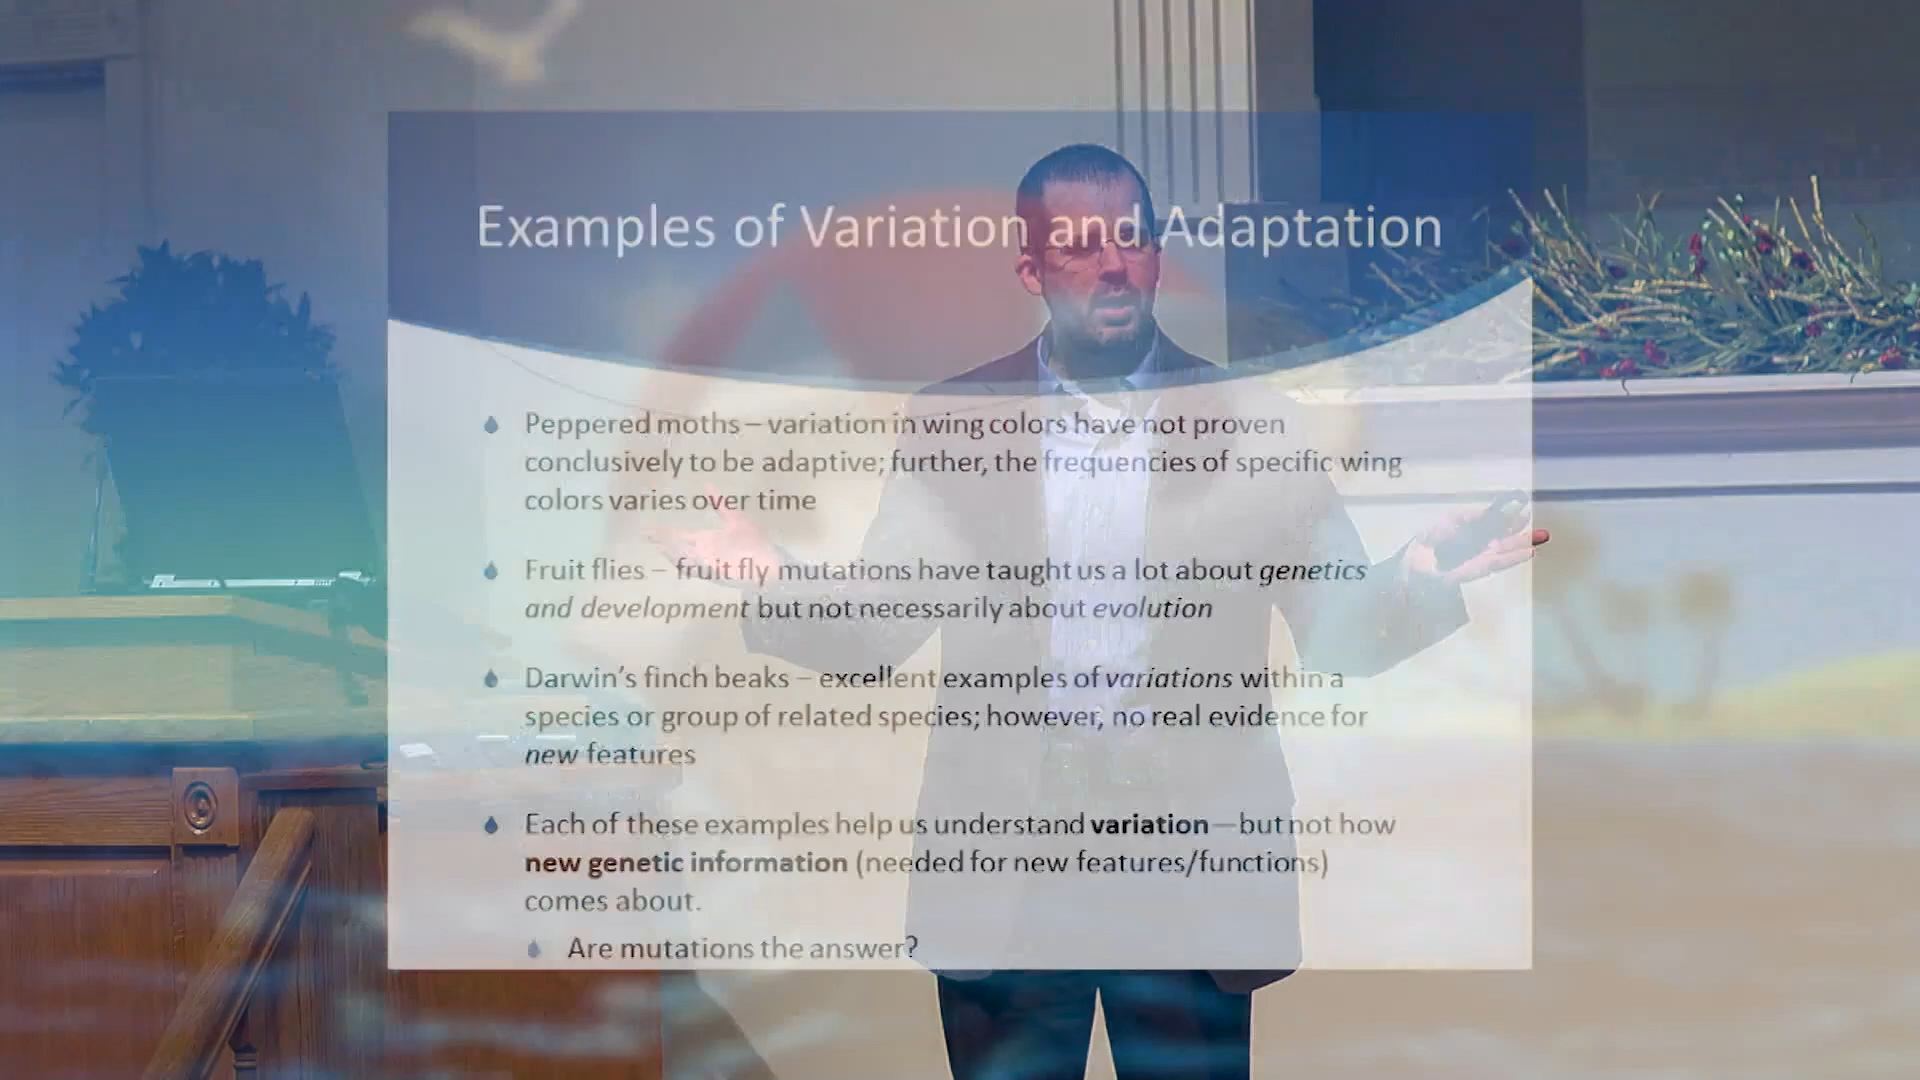 Examples of Variation and Adaptation
Peppered moths – variation in wing colors have not proven
conclusively to be adaptive; further, the frequencies of specific wing
colors varies over time
Fruit flies – fruit fly mutations have taught us a lot about genetics
and development but not necessarily about evolution
Darwin's finch beaks – excellent examples of variations within a
species or group of related species; however, no real evidence for
new features
Each of these examples help us understand variation—but not how
new genetic information (needed for new features/functions)
comes about.
Are mutations the answer?